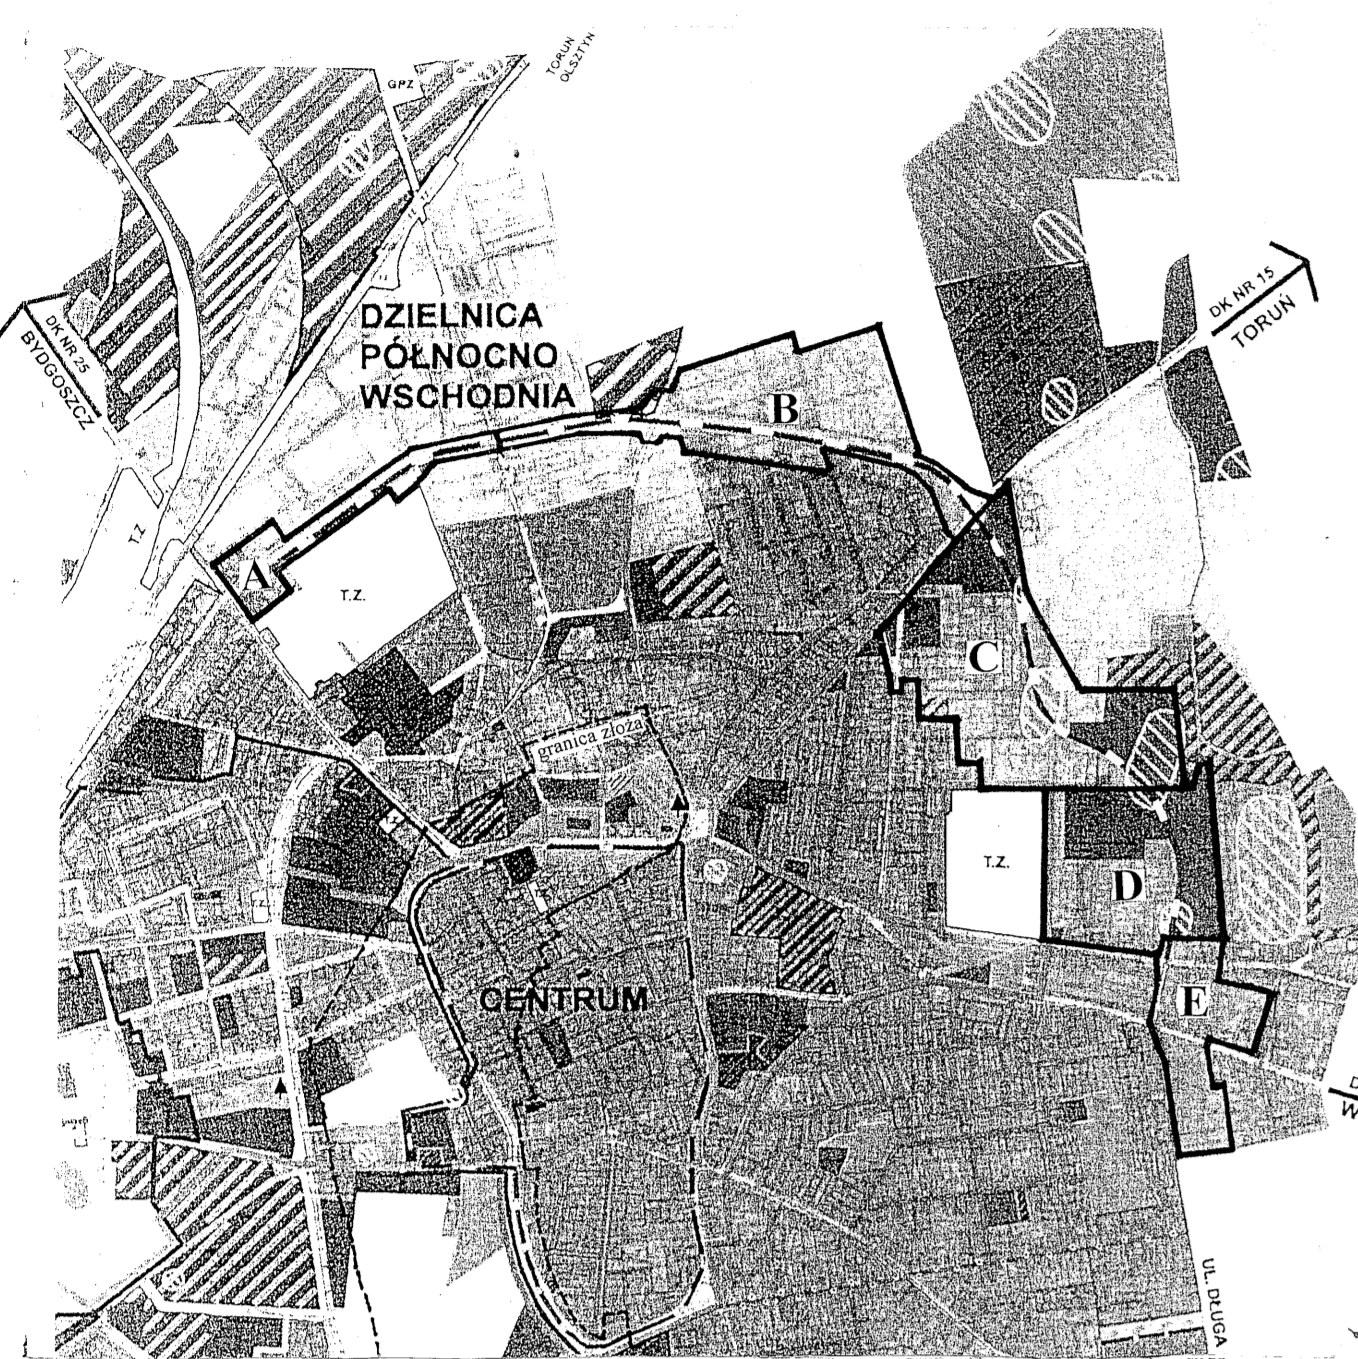 TORUŃ
OLSZTYN
GPZ
DK NR 15
TORUŃ
DK NR 25
BYDGOSZCZ
DZIELNICA
PÓŁNOCNO
WSCHODNIA
B
T.Z.
A
T.Z.
C
granica złoża
T.Z.
D
CENTRUM
E
UL. DŁUGA